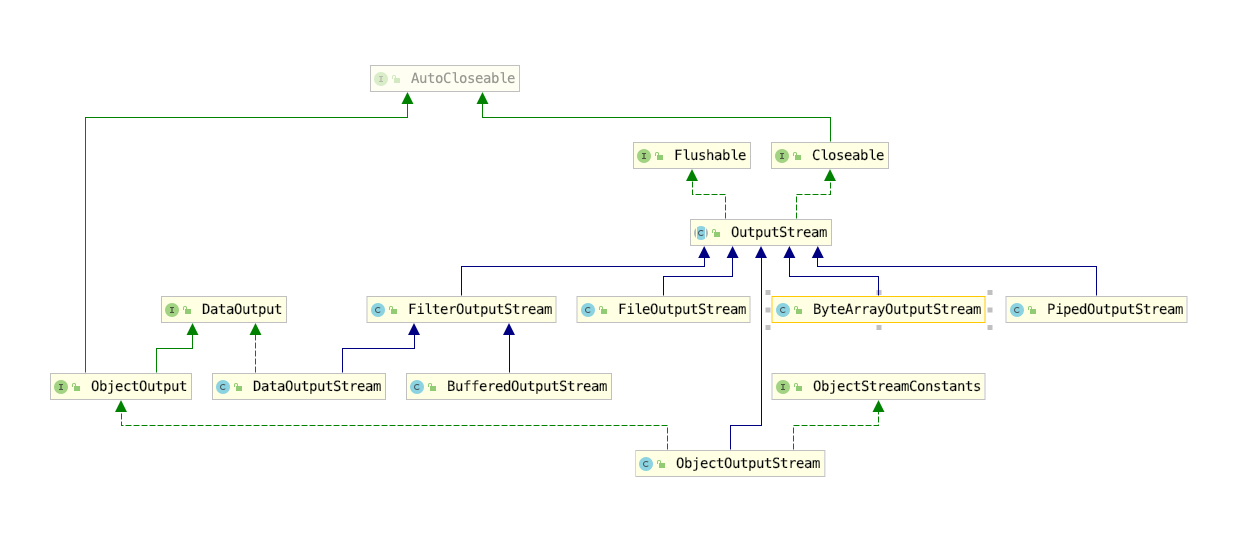 AutoCloseable
Flushable
Closeable
OutputStream
DataOutput
FilterOutputStream
FileOutputStream
ByteArrayOutputStream
PipedOutputStream
ObjectOutput
DataOutputStream
BufferedOutputStream
ObjectStreamConstants
ObjectOutputStream